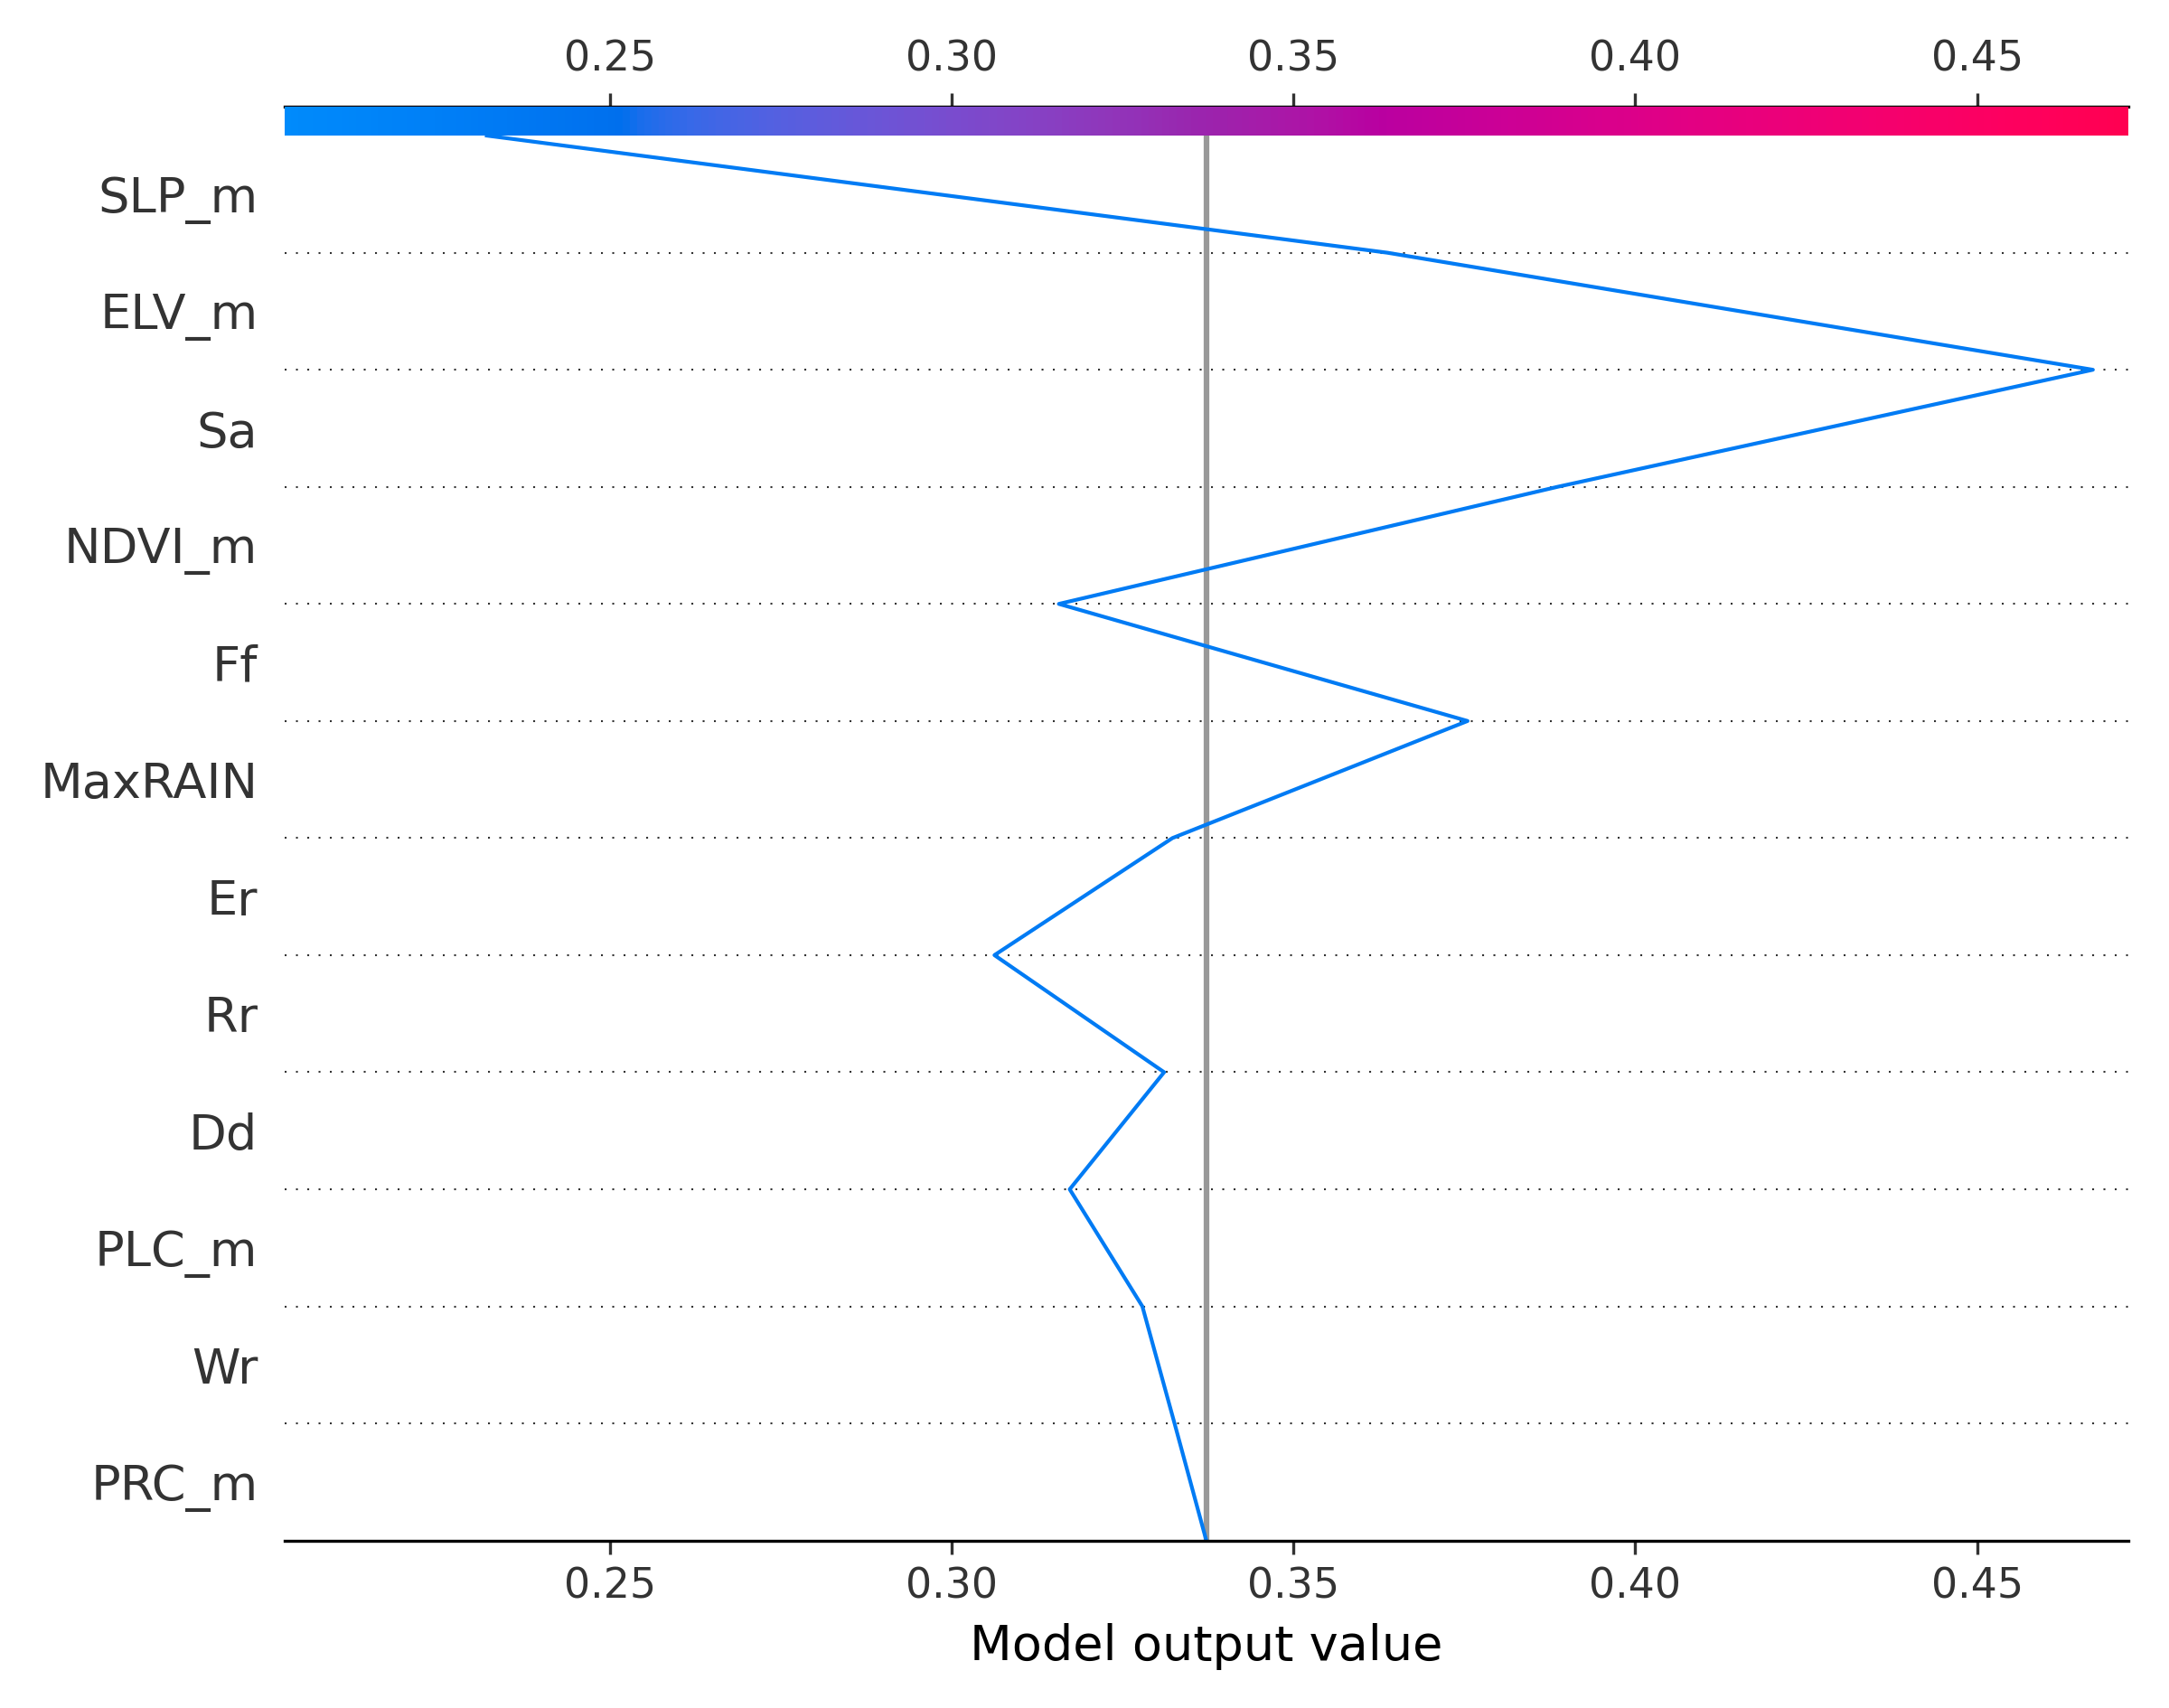 0.25 0.30 0.35 0.40 0.45
SLP_m
ELV_m
Sa
NDVI_m
Ff
MaxRAIN
Er
Rr
Dd
PLC_m
Wr
PRC_m
0.25 0.30 0.35 0.40 0.45
Model output value